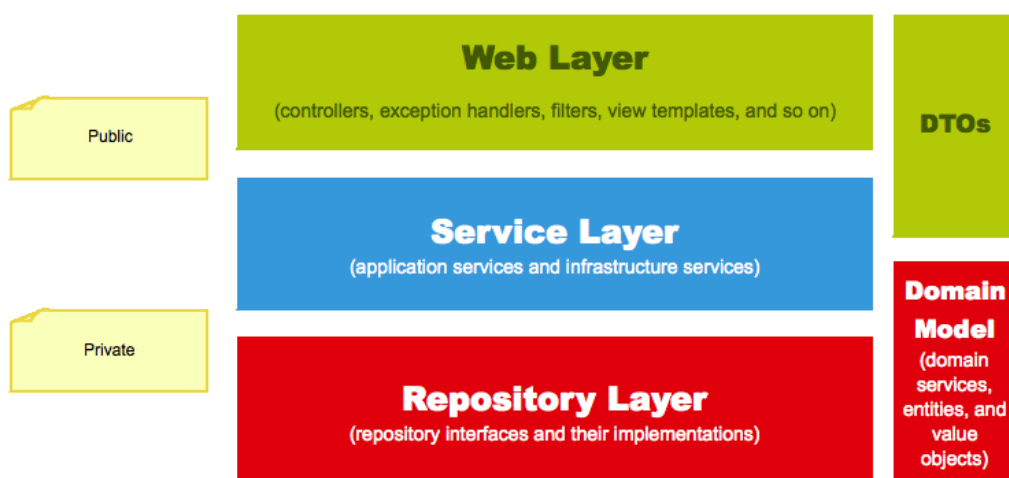 Web Layer
(controllers, exception handlers, filters, view templates, and so on)
DTOs
Public
Service Layer
(application services and infrastructure services)
Private
Repository Layer
(repository interfaces and their implementations)
Domain
Model
(domain
services,
entities, and
value
objects)